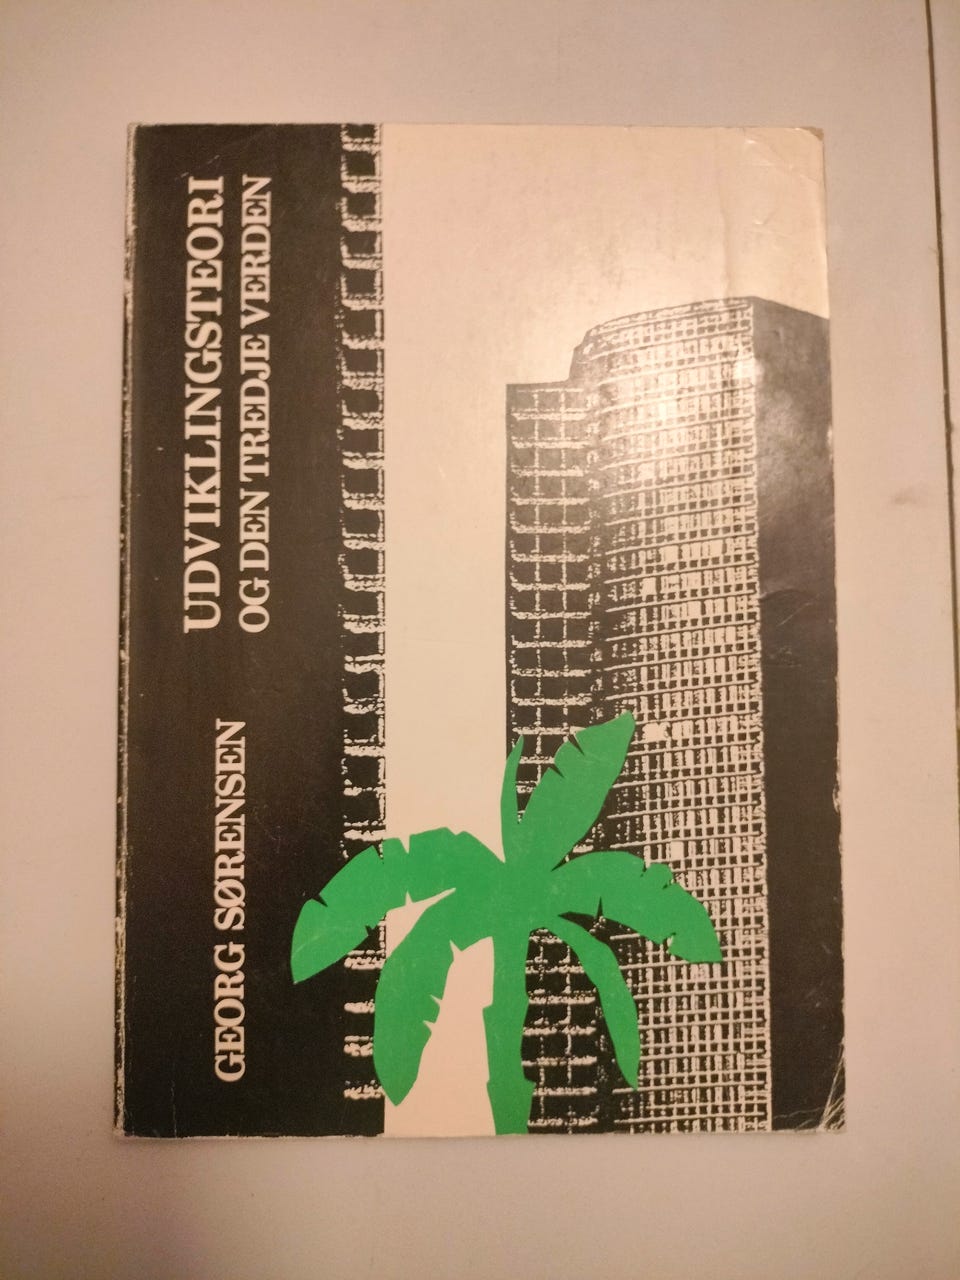 UDVIKLINGSTEORI
OG DEN TREDJE VERDEN
GEORG SØRENSEN